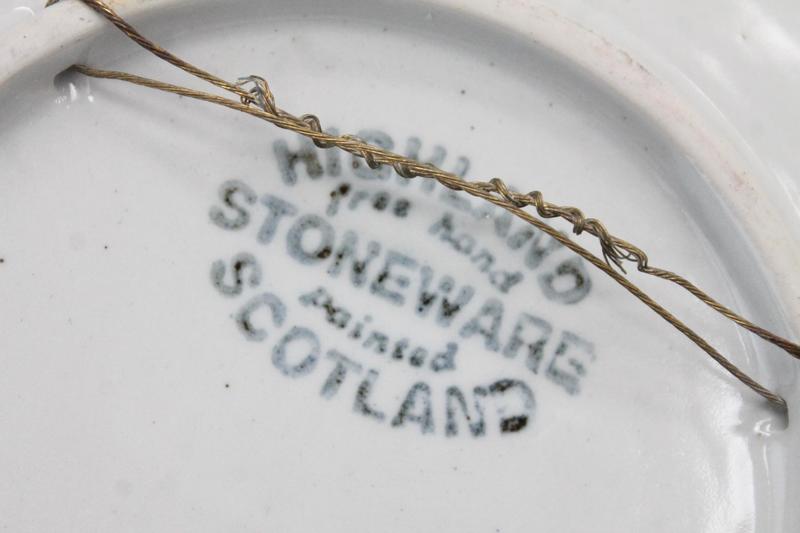 HIGHLAND
free hand
STONEWARE
painted
SCOTLAND